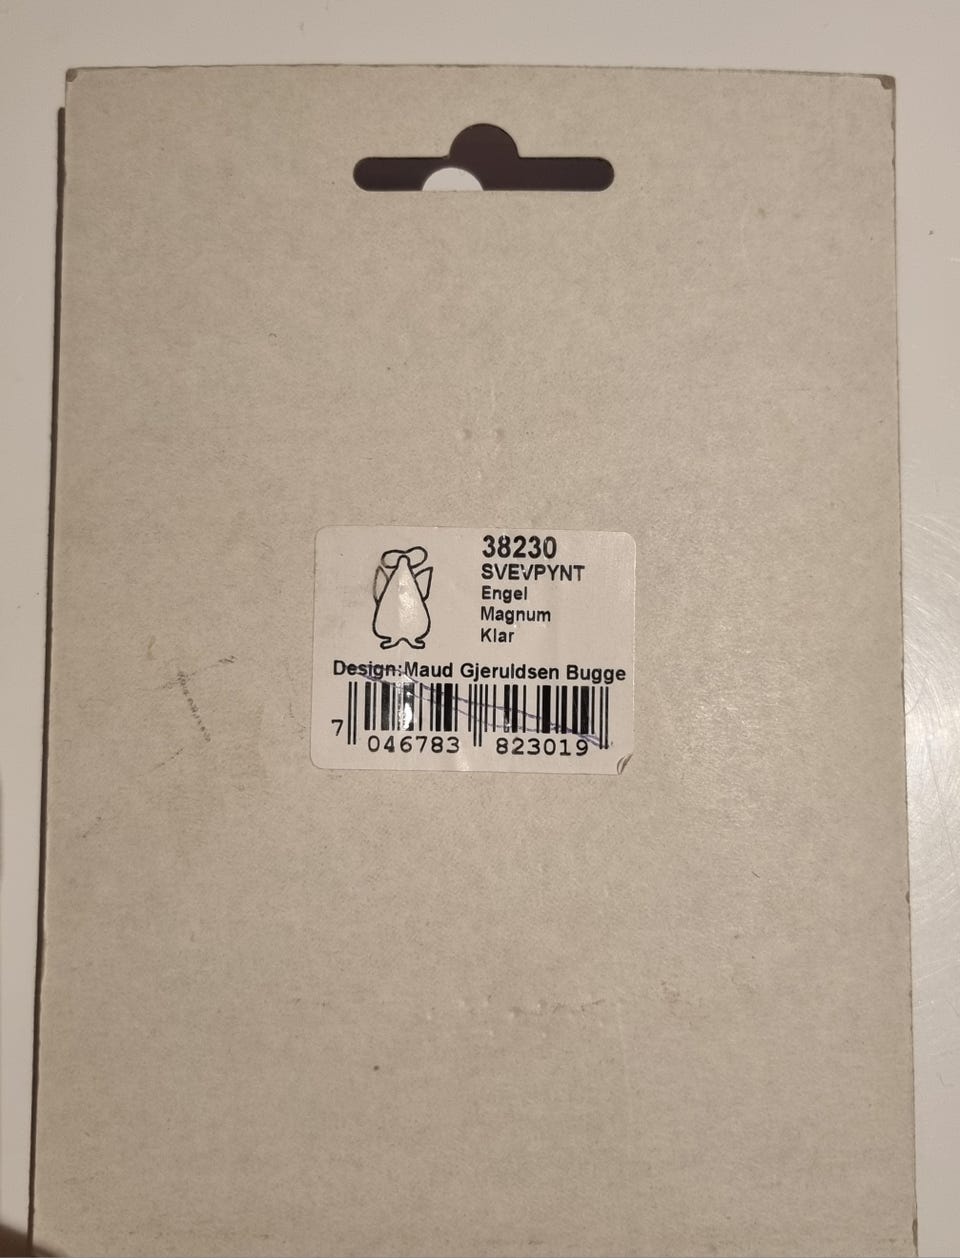 38230
SVEVPYNT
Engel
Magnum
Klar
Design:Maud Gjeruldsen Bugge
7 046783 823019